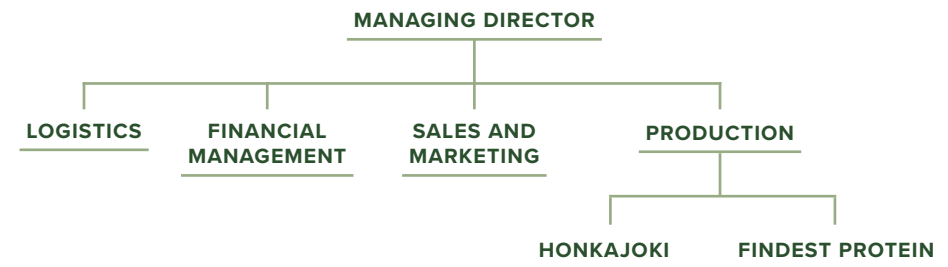 MANAGING DIRECTOR
LOGISTICS
FINANCIAL
MANAGEMENT
SALES AND
MARKETING
PRODUCTION
HONKAJOKI
FINDEST PROTEIN